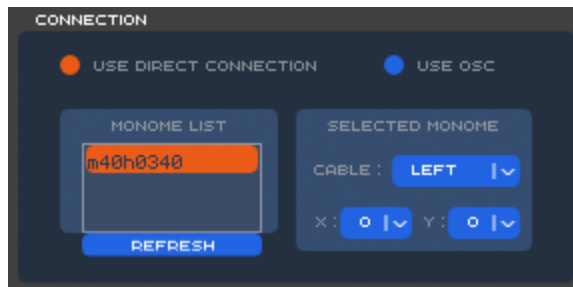 CONNECTION
USE DIRECT CONNECTION USE OSC
MONOME LIST
m40h0340
REFRESH
SELECTED MONOME
CABLE : LEFT
X : 0 Y : 0